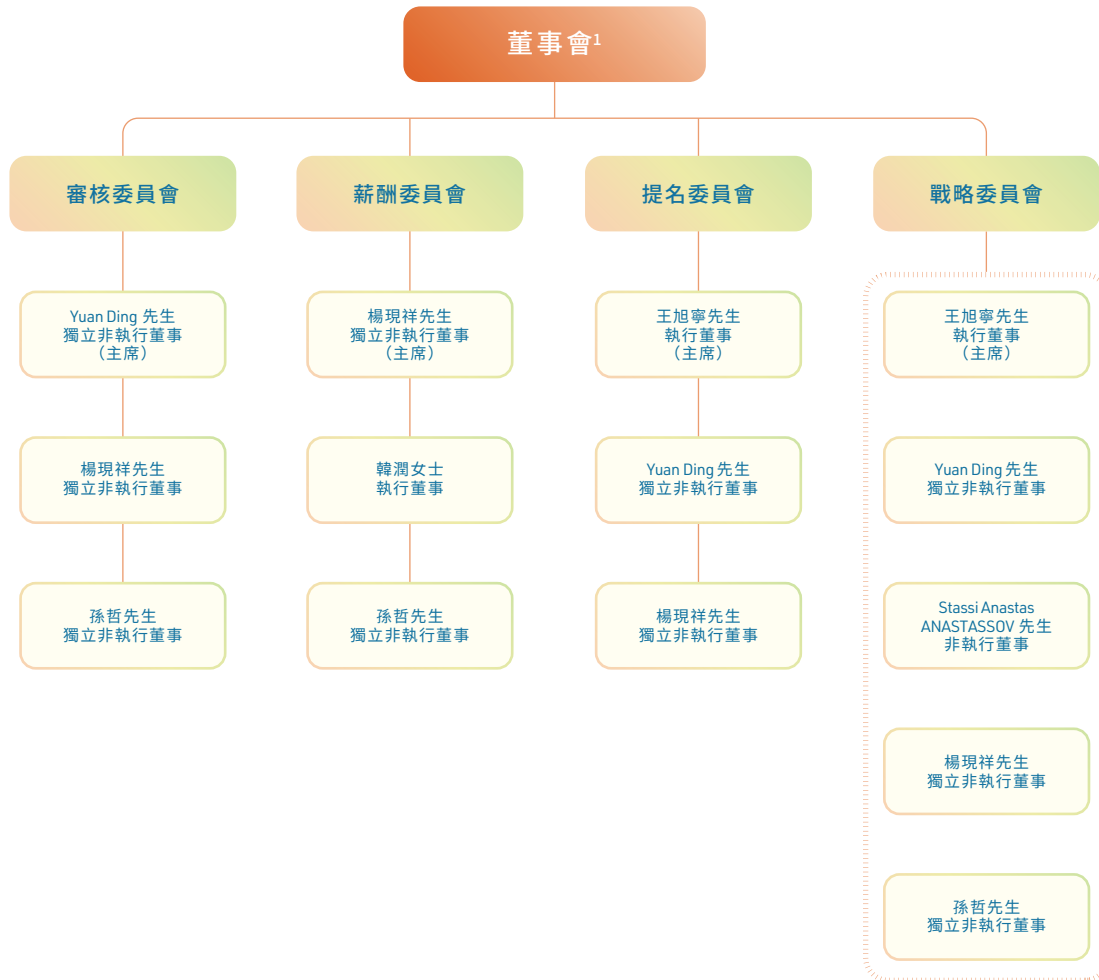 董事會1
審核委員會
Yuan Ding 先生
獨立非執行董事
（主席）
楊現祥先生
獨立非執行董事
孫哲先生
獨立非執行董事
薪酬委員會
楊現祥先生
獨立非執行董事
（主席）
韓潤女士
執行董事
孫哲先生
獨立非執行董事
提名委員會
王旭寧先生
執行董事
（主席）
Yuan Ding 先生
獨立非執行董事
楊現祥先生
獨立非執行董事
戰略委員會
王旭寧先生
執行董事
（主席）
Yuan Ding 先生
獨立非執行董事
Stassi Anastas
ANASTASSOV 先生
非執行董事
楊現祥先生
獨立非執行董事
孫哲先生
獨立非執行董事